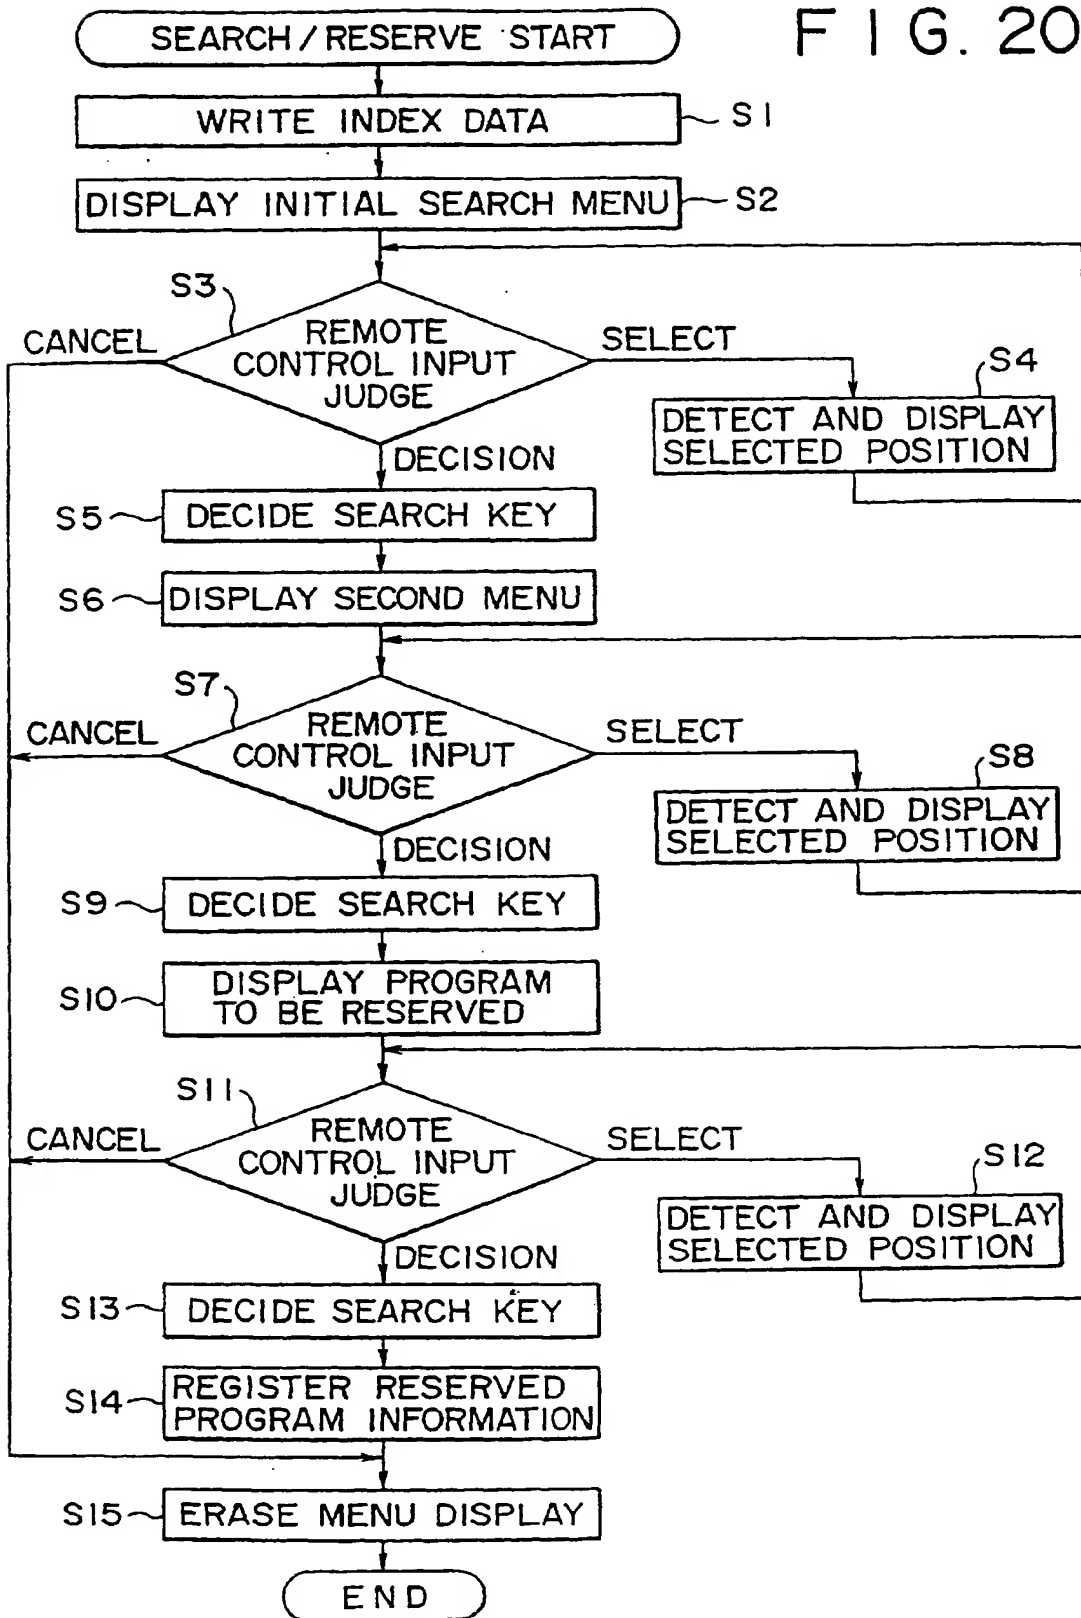 FIG. 20
SEARCH/RESERVE START
WRITE INDEX DATA
S1
DISPLAY INITIAL SEARCH MENU
S2
S3
CANCEL
REMOTE
CONTROL INPUT
JUDGE
SELECT
S4
DETECT AND DISPLAY
SELECTED POSITION
DECISION
S5
DECIDE SEARCH KEY
S6
DISPLAY SECOND MENU
S7
CANCEL
REMOTE
CONTROL INPUT
JUDGE
SELECT
S8
DETECT AND DISPLAY
SELECTED POSITION
DECISION
S9
DECIDE SEARCH KEY
S10
DISPLAY PROGRAM
TO BE RESERVED
S11
CANCEL
REMOTE
CONTROL INPUT
JUDGE
SELECT
S12
DETECT AND DISPLAY
SELECTED POSITION
DECISION
S13
DECIDE SEARCH KEY
S14
REGISTER RESERVED
PROGRAM INFORMATION
S15
ERASE MENU DISPLAY
END